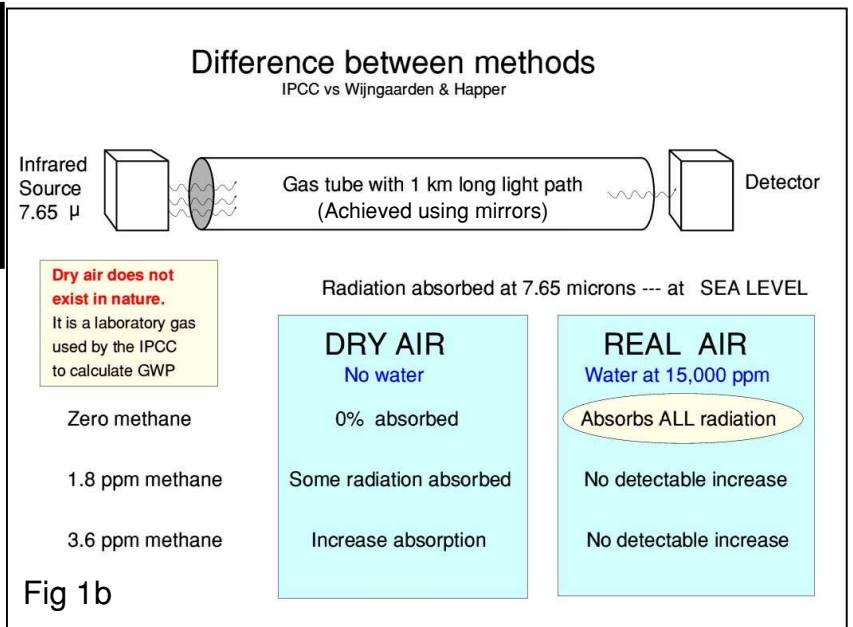 Difference between methods
IPCC vs Wijngaarden & Happer
Infrared
Source
7.65 μ
Gas tube with 1 km long light path
(Achieved using mirrors)
Detector
Dry air does not
exist in nature.
It is a laboratory gas
used by the IPCC
to calculate GWP
Radiation absorbed at 7.65 microns --- at SEA LEVEL
DRY AIR
No water
REAL AIR
Water at 15,000 ppm
Zero methane
0% absorbed
Absorbs ALL radiation
1.8 ppm methane
Some radiation absorbed
No detectable increase
3.6 ppm methane
Increase absorption
No detectable increase
Fig 1b